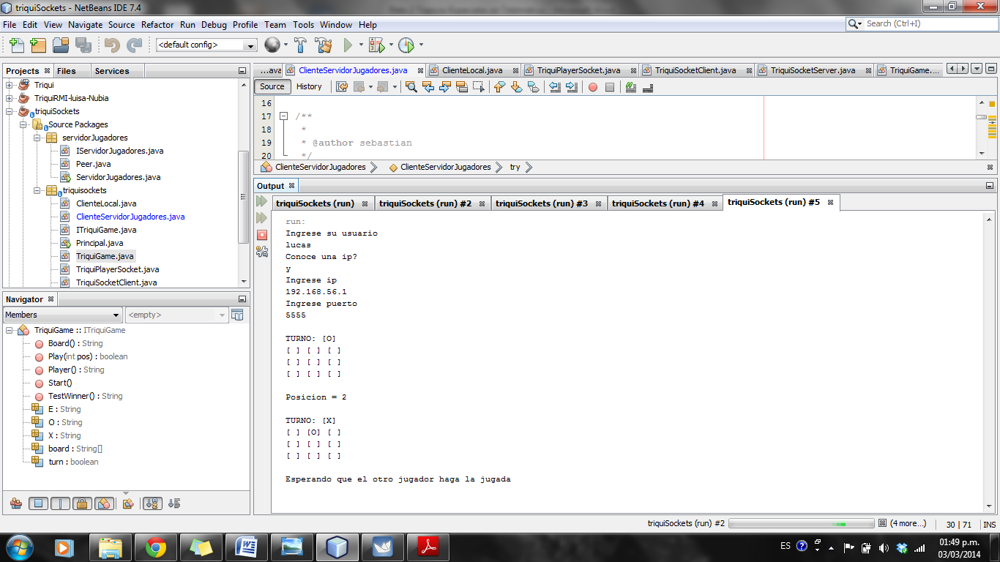 triquiSockets - NetBeans IDE 7.4
File Edit View Navigate Source Refactor Run Debug Profile Team Tools Window Help
Search (Ctrl+I)
<default config>
Projects Files Services
Triqui
TriquiRMI-luisa-Nubia
triquiSockets
Source Packages
servidorJugadores
IServidorJugadores.java
Peer.java
ServidorJugadores.java
triquisockets
ClienteLocal.java
ClienteServidorJugadores.java
ITriquiGame.java
Principal.java
TriquiGame.java
TriquiPlayerSocket.java
TriquiSocketClient.java
Navigator
Members
<empty>
TriquiGame :: ITriquiGame
Board() : String
Play(int pos) : boolean
Player() : String
Start()
TestWinner() : String
E : String
O : String
X : String
board : String[]
turn : boolean
...ava ClienteServidorJugadores.java ClienteLocal.java TriquiPlayerSocket.java TriquiSocketClient.java TriquiSocketServer.java TriquiGame....
Source History
16
17 /**
18 *
19 * @author sebastian
20 */
ClienteServidorJugadores ClienteServidorJugadores try
Output
triquiSockets (run) triquiSockets (run) #2 triquiSockets (run) #3 triquiSockets (run) #4 triquiSockets (run) #5
run:
Ingrese su usuario
lucas
Conoce una ip?
y
Ingrese ip
192.168.56.1
Ingrese puerto
5555
TURNO: [O]
[ ] [ ] [ ]
[ ] [ ] [ ]
[ ] [ ] [ ]
Posicion = 2
TURNO: [X]
[ ] [O] [ ]
[ ] [ ] [ ]
[ ] [ ] [ ]
Esperando que el otro jugador haga la jugada
triquiSockets (run) #2 (4 more...) 30 | 71 INS
ES
01:49 p.m.
03/03/2014